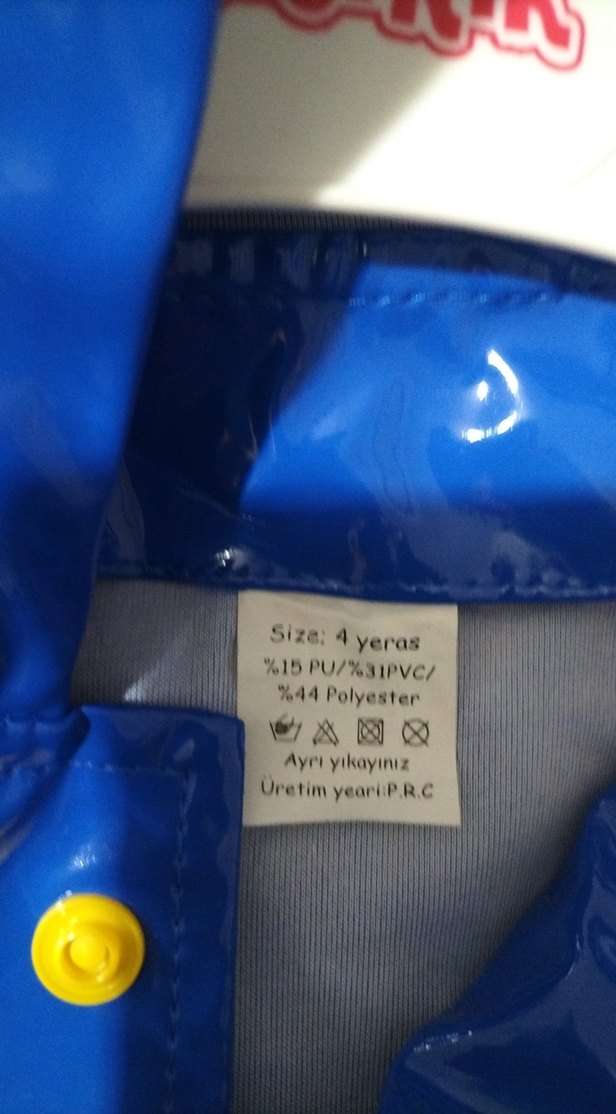 Size: 4 yeras
%15 PU/%31PVC/
%44 Polyester
Ayrı yıkayınız
Üretim yeari:P.R.C